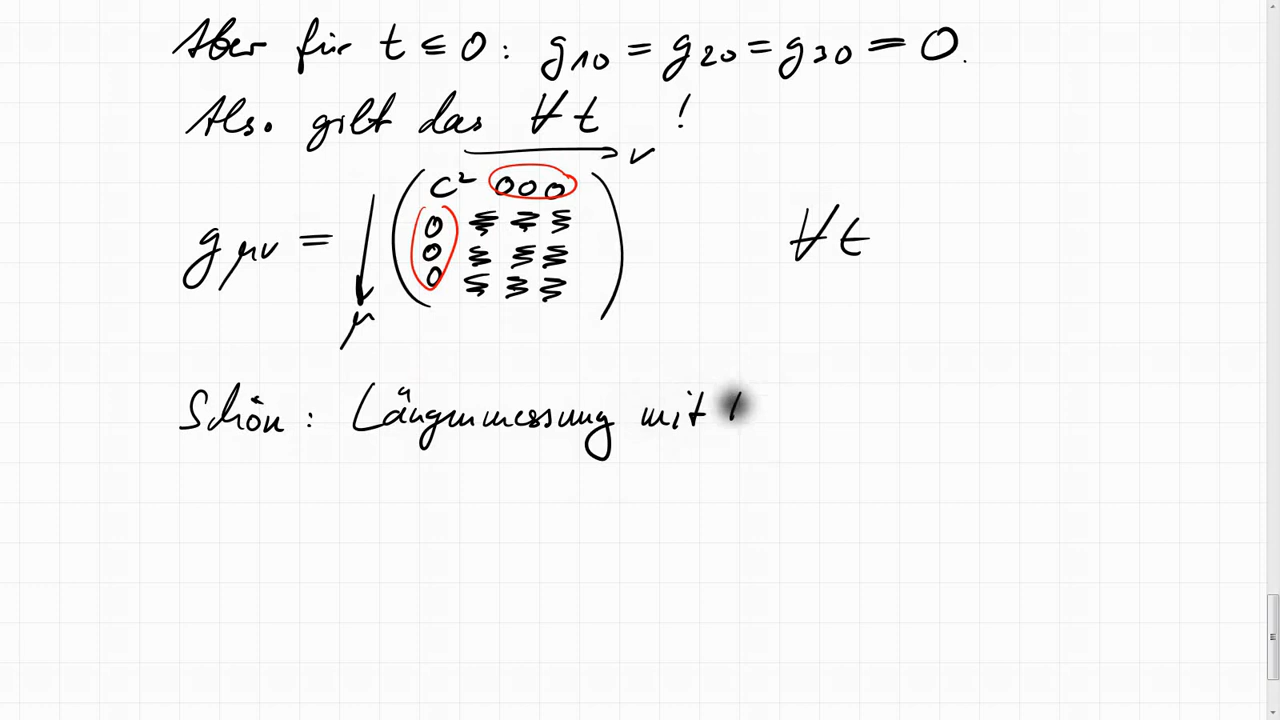 Aber für t ≤ 0 : g₁₀ = g₂₀ = g₃₀ = 0.
Also gilt das ∀ t !
ν
c² 0 0 0
g_μν = ( 0 0 0 ) ∀ t
μ
Schön : Längenmessung mit